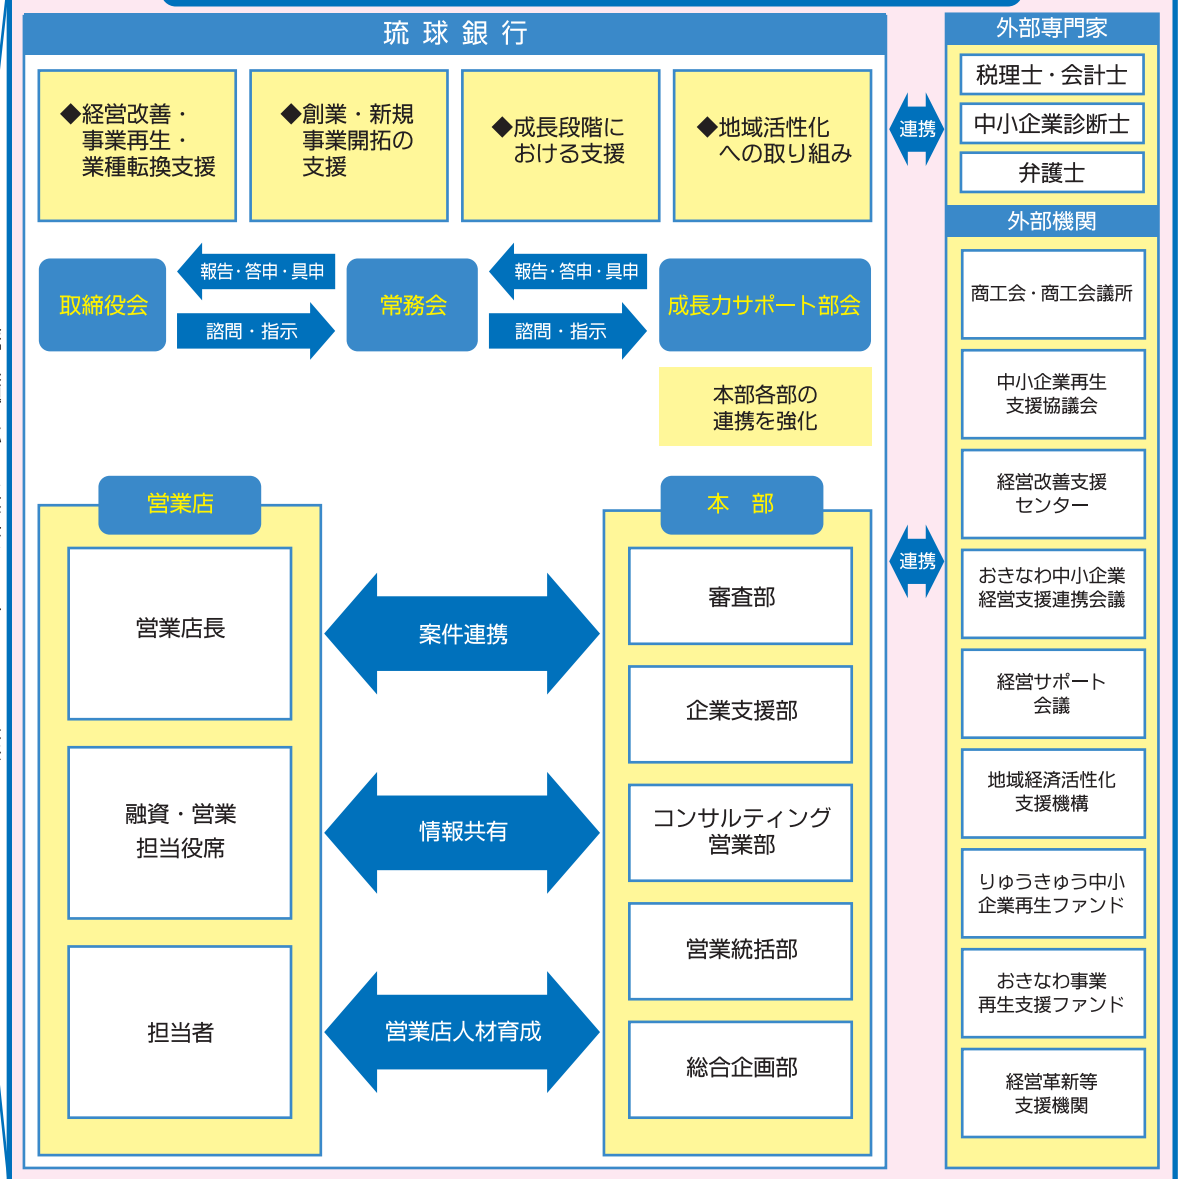 琉球銀行
◆経営改善・
事業再生・
業種転換支援
◆創業・新規
事業開拓の
支援
◆成長段階に
おける支援
◆地域活性化
への取り組み
取締役会
報告・答申・具申
諮問・指示
常務会
報告・答申・具申
諮問・指示
成長力サポート部会
本部各部の
連携を強化
営業店
営業店長
融資・営業
担当役席
担当者
案件連携
情報共有
営業店人材育成
本　部
審査部
企業支援部
コンサルティング
営業部
営業統括部
総合企画部
連携
連携
外部専門家
税理士・会計士
中小企業診断士
弁護士
外部機関
商工会・商工会議所
中小企業再生
支援協議会
経営改善支援
センター
おきなわ中小企業
経営支援連携会議
経営サポート
会議
地域経済活性化
支援機構
りゅうきゅう中小
企業再生ファンド
おきなわ事業
再生支援ファンド
経営革新等
支援機関